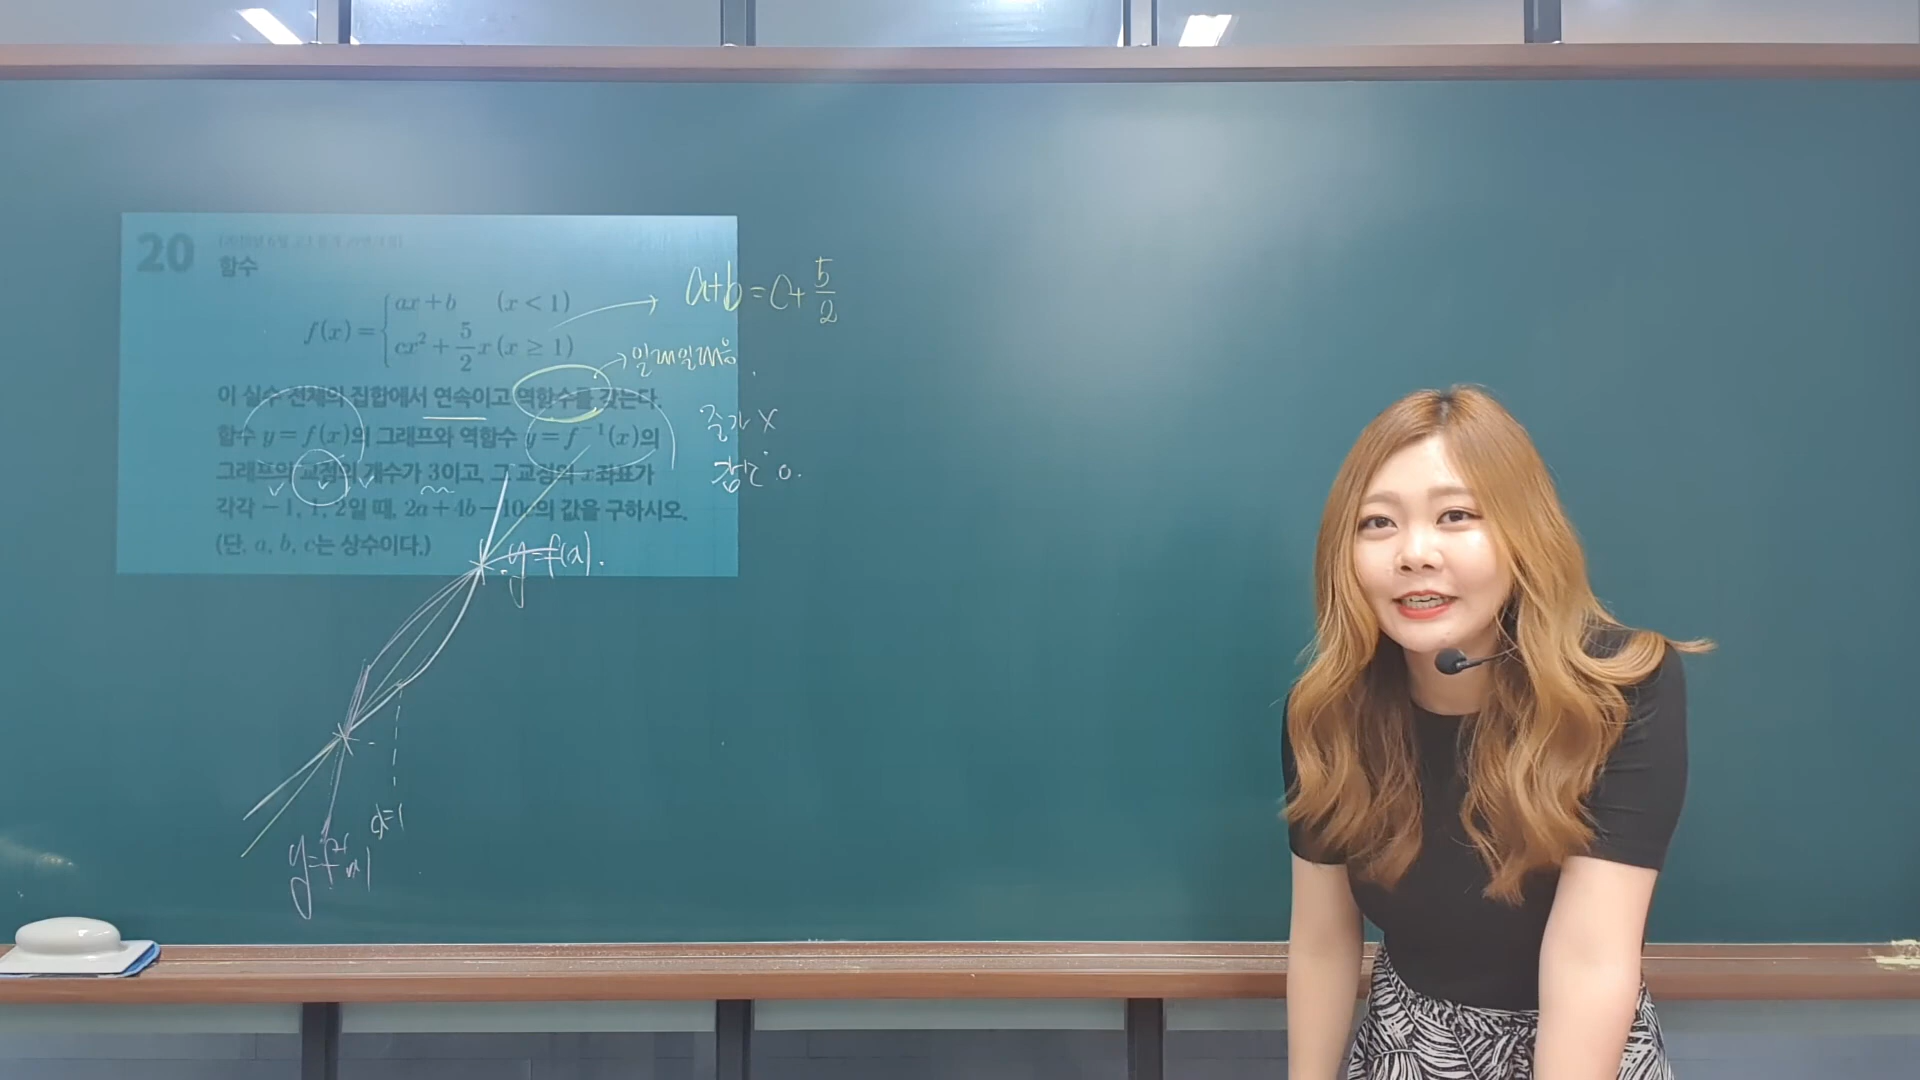 20
함수
f(x) = { ax + b (x < 1)
cx² + 5/2 x (x ≥ 1)
이 실수 전체의 집합에서 연속이고 역함수를 갖는다.
함수 y = f(x)의 그래프와 역함수 y = f⁻¹(x)의
그래프의 교점의 개수가 3이고, 그 교점의 x좌표가
각각 -1, 1, 2일 때, 2a + 4b - 10c의 값을 구하시오.
(단, a, b, c는 상수이다.)
a+b = c+ 5/2
일대일대응
증가 X
감소 O.
y=f(x).
x=1